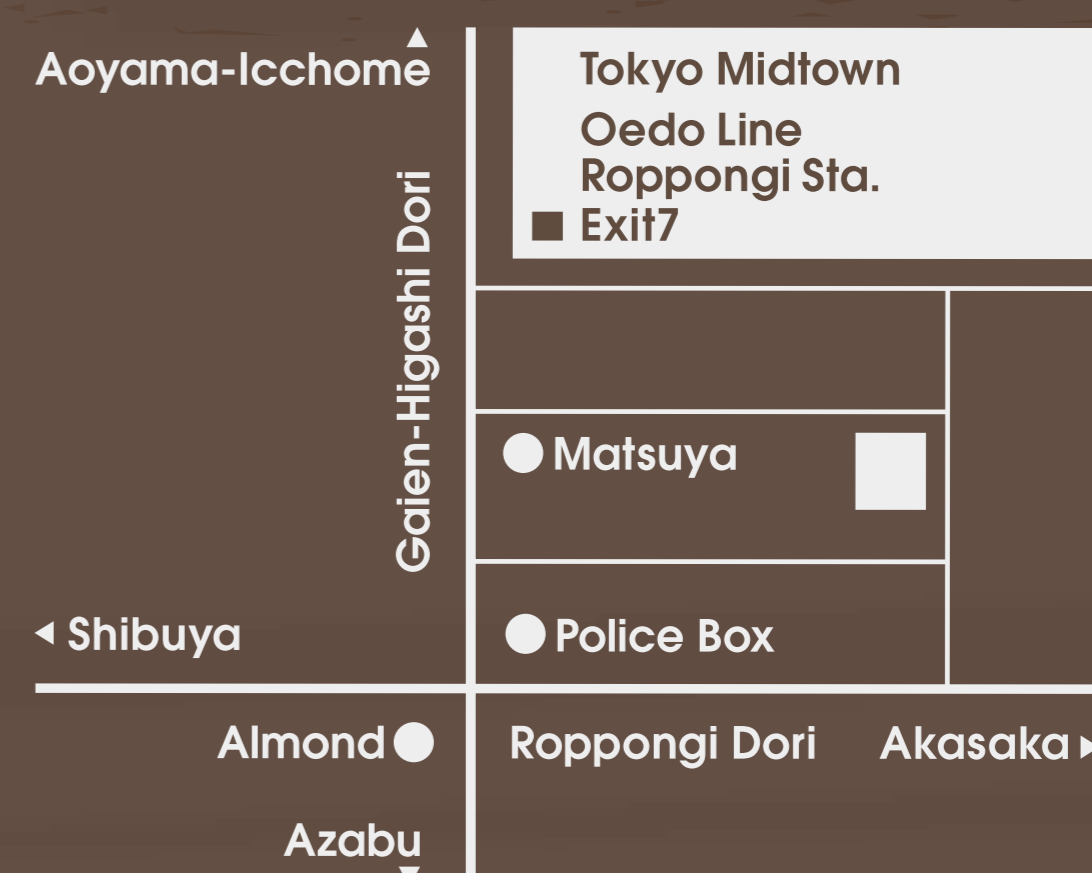 Aoyama-Icchome
Tokyo Midtown
Oedo Line
Roppongi Sta.
Exit7
Gaien-Higashi Dori
Matsuya
Shibuya
Police Box
Almond
Roppongi Dori
Akasaka
Azabu